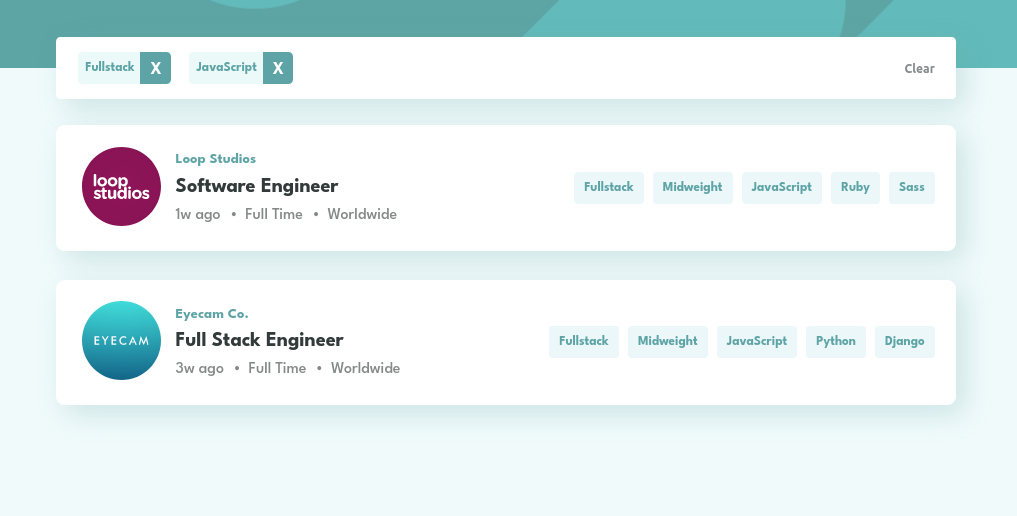 Fullstack X JavaScript X Clear
loop
studios
Loop Studios
Software Engineer
1w ago • Full Time • Worldwide
Fullstack Midweight JavaScript Ruby Sass
EYECAM
Eyecam Co.
Full Stack Engineer
3w ago • Full Time • Worldwide
Fullstack Midweight JavaScript Python Django